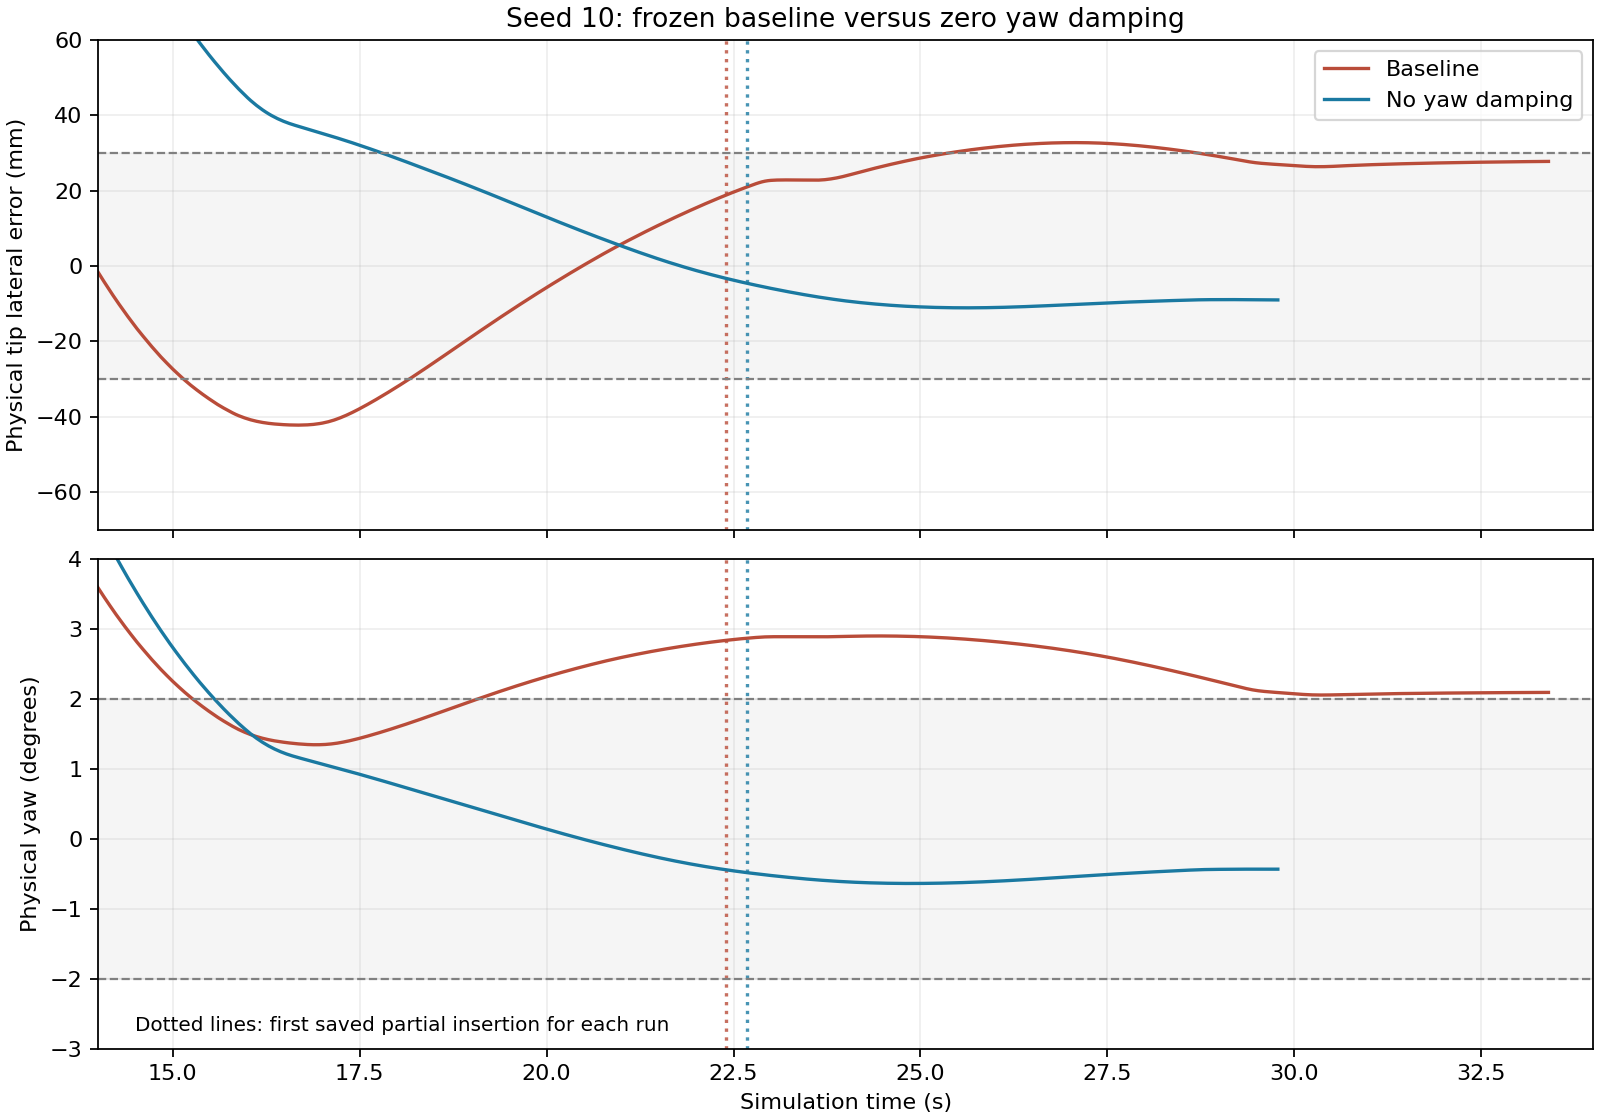 Seed 10: frozen baseline versus zero yaw damping
Physical tip lateral error (mm)
60
40
20
0
−20
−40
−60
Baseline
No yaw damping
Physical yaw (degrees)
4
3
2
1
0
−1
−2
−3
Dotted lines: first saved partial insertion for each run
15.0 17.5 20.0 22.5 25.0 27.5 30.0 32.5
Simulation time (s)